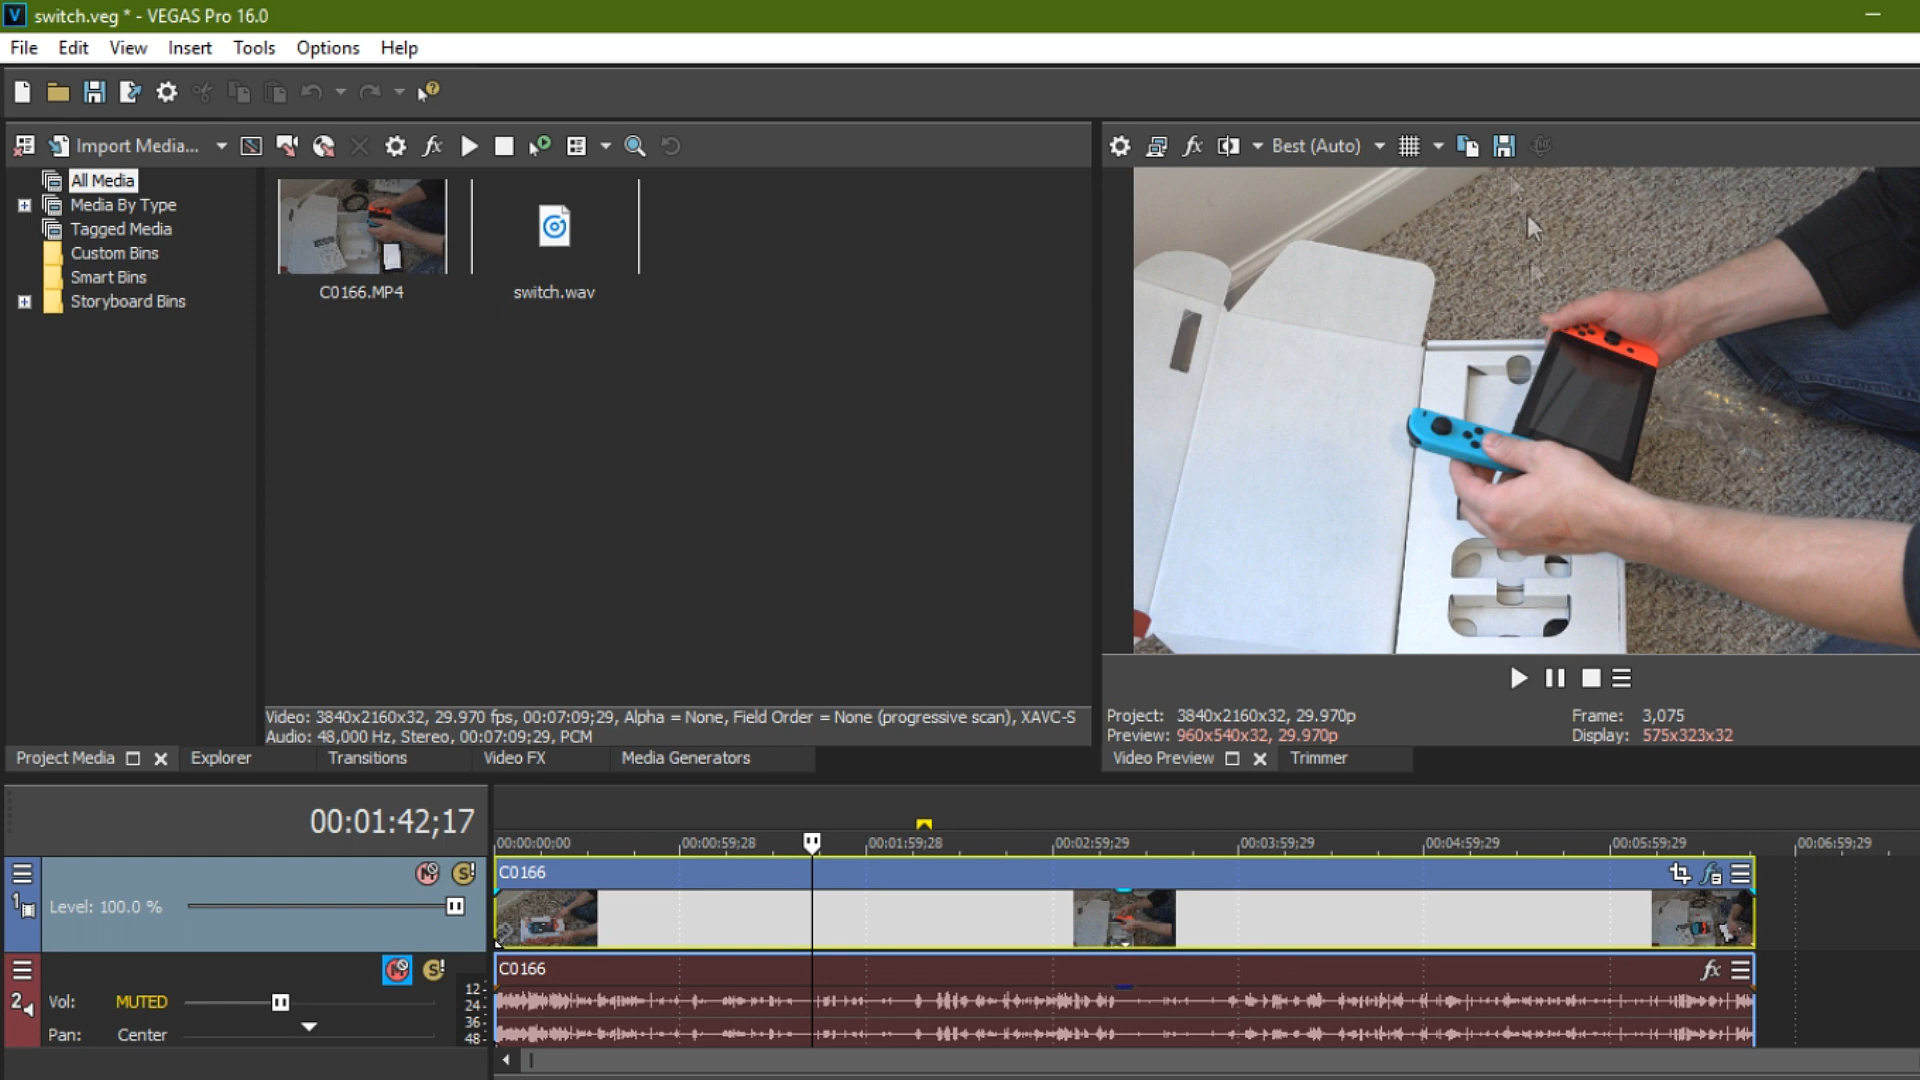 switch.veg * - VEGAS Pro 16.0
File Edit View Insert Tools Options Help
Import Media...
Best (Auto)
All Media
Media By Type
Tagged Media
Custom Bins
Smart Bins
Storyboard Bins
C0166.MP4
switch.wav
Video: 3840x2160x32, 29.970 fps, 00:07:09;29, Alpha = None, Field Order = None (progressive scan), XAVC-S
Audio: 48,000 Hz, Stereo, 00:07:09;29, PCM
Project: 3840x2160x32, 29.970p
Frame: 3,075
Preview: 960x540x32, 29.970p
Display: 575x323x32
Project Media Explorer Transitions Video FX Media Generators
Video Preview Trimmer
00:01:42;17
00:00:00;00 00:00:59;28 00:01:59;28 00:02:59;29 00:03:59;29 00:04:59;29 00:05:59;29 00:06:59;29
C0166
1
Level: 100.0 %
C0166
2
Vol: MUTED
Pan: Center
12-
24-
36-
48-